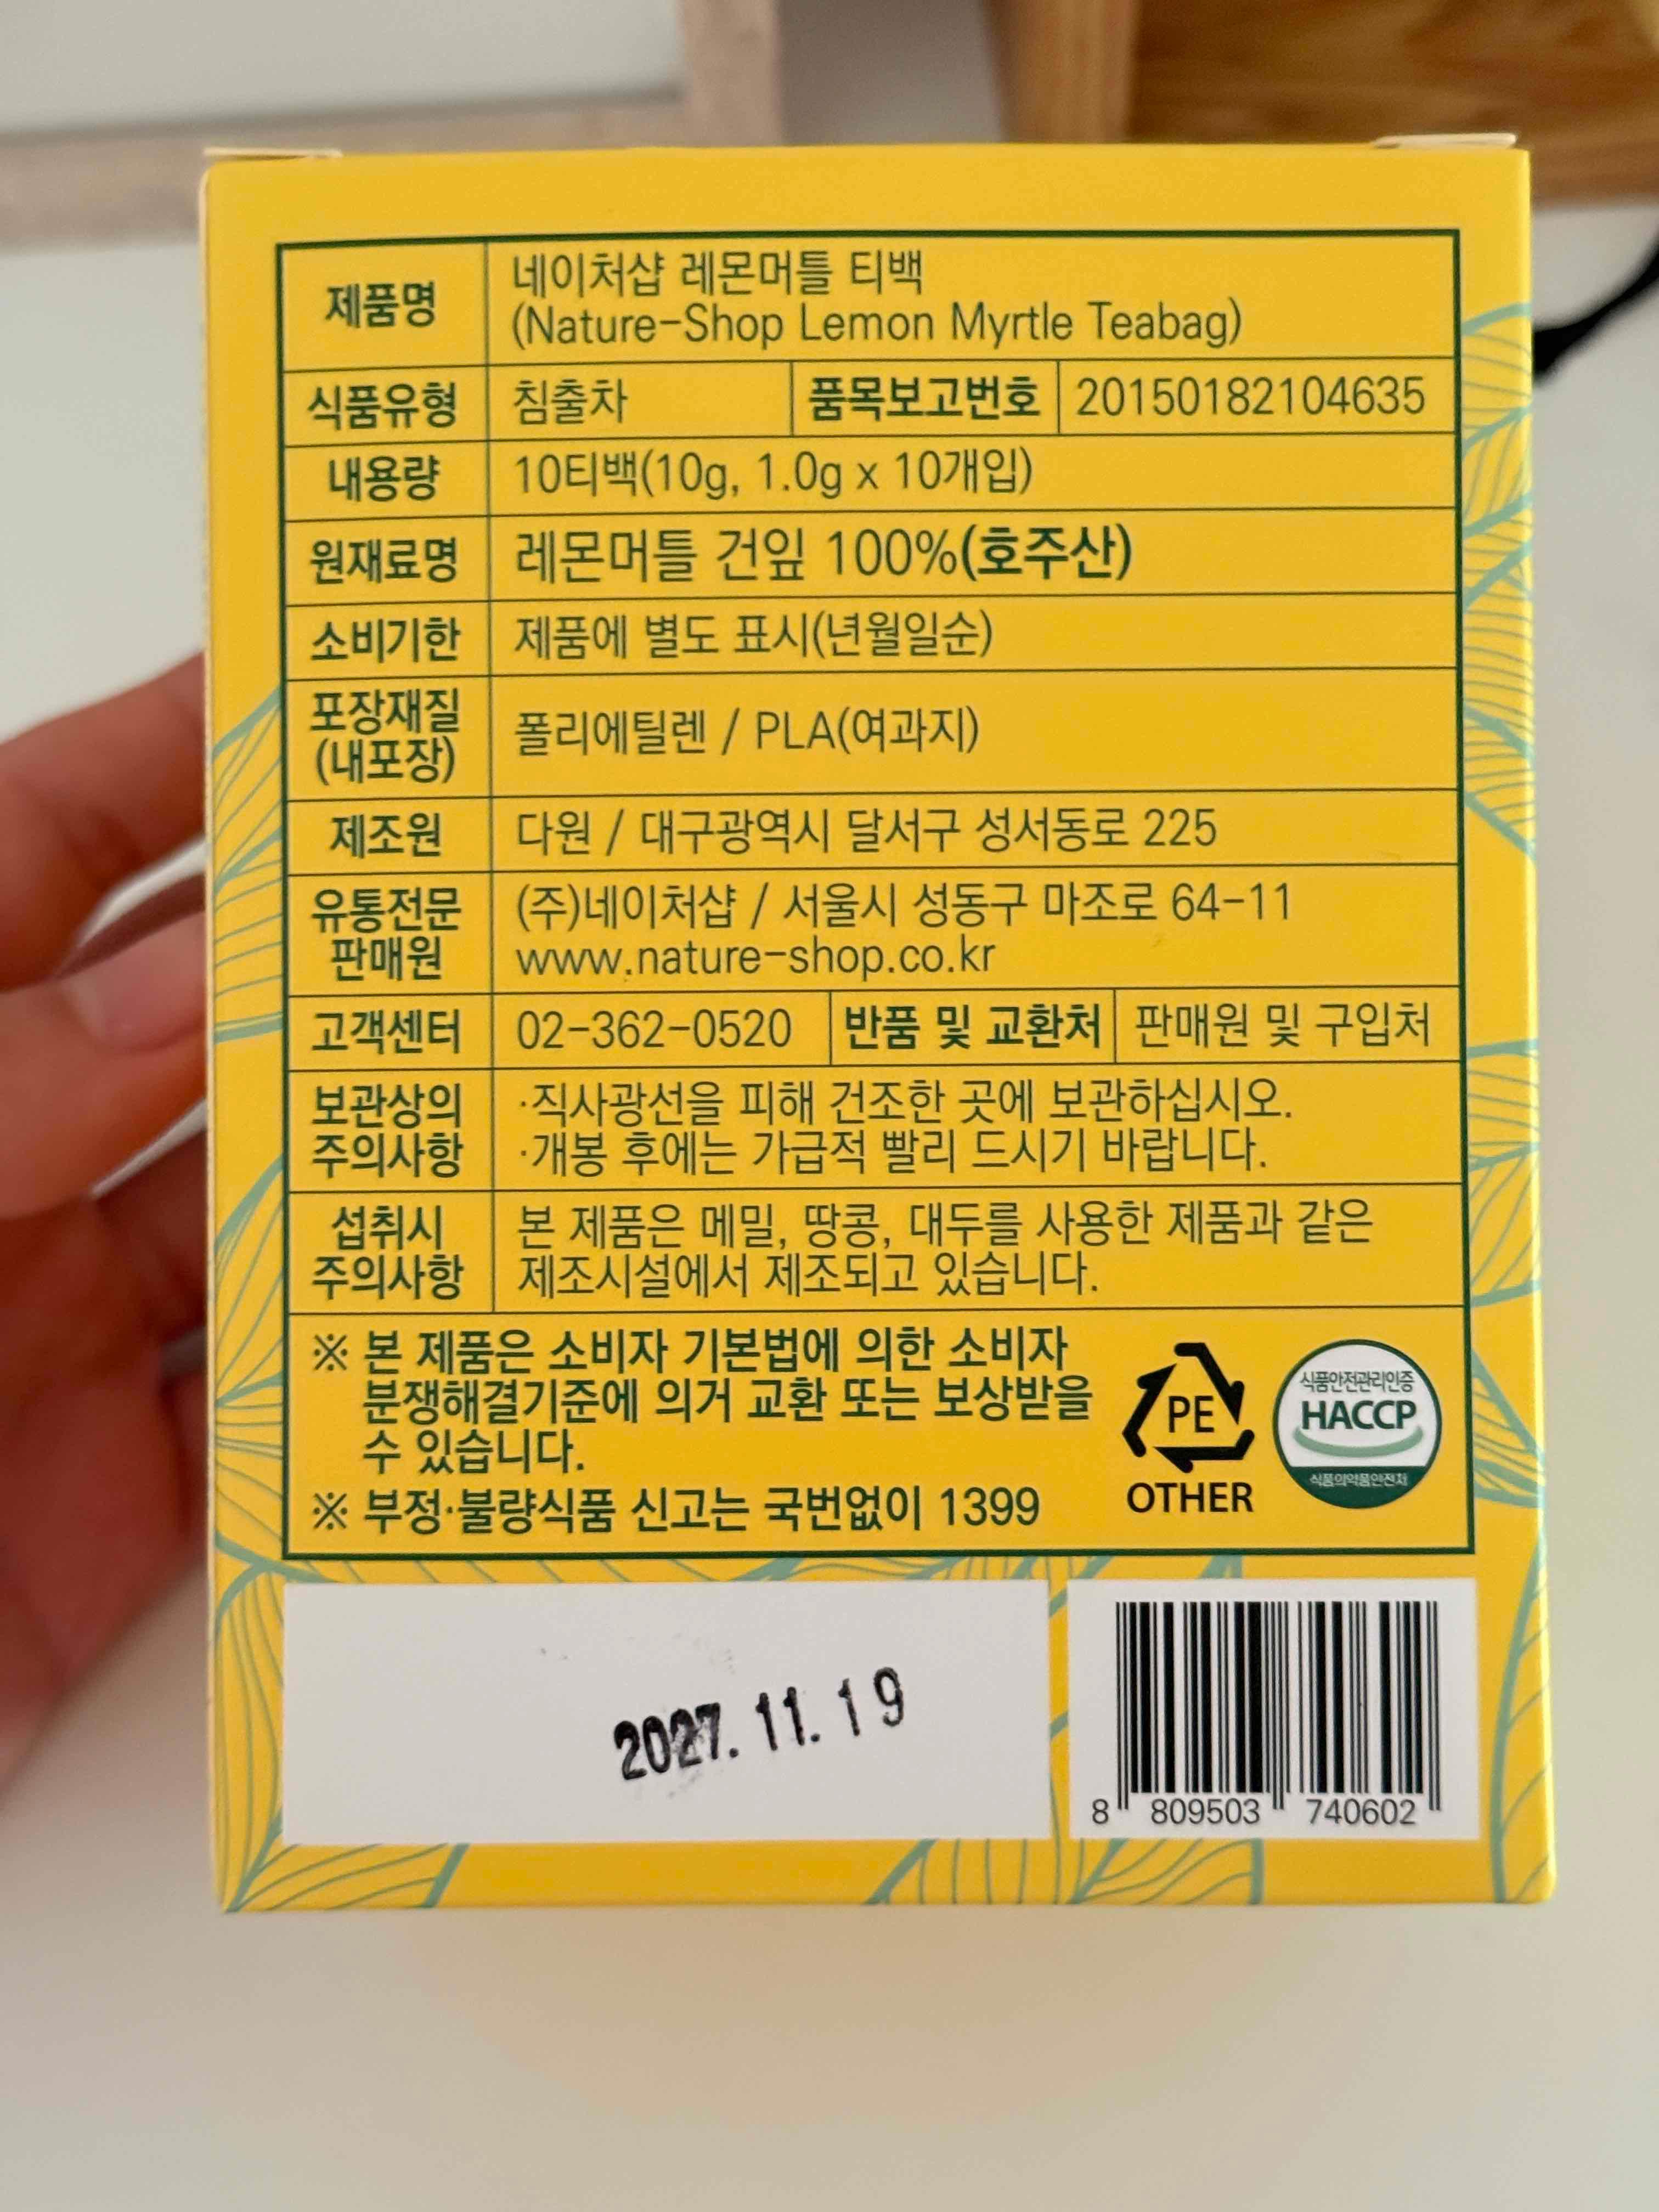 제품명 네이처샵 레몬머틀 티백
(Nature-Shop Lemon Myrtle Teabag)
식품유형 침출차 품목보고번호 20150182104635
내용량 10티백(10g, 1.0g x 10개입)
원재료명 레몬머틀 건잎 100%(호주산)
소비기한 제품에 별도 표시(년월일순)
포장재질
(내포장)
폴리에틸렌 / PLA(여과지)
제조원 다원 / 대구광역시 달서구 성서동로 225
유통전문
판매원
(주)네이처샵 / 서울시 성동구 마조로 64-11
www.nature-shop.co.kr
고객센터 02-362-0520 반품 및 교환처 판매원 및 구입처
보관상의
주의사항
·직사광선을 피해 건조한 곳에 보관하십시오.
·개봉 후에는 가급적 빨리 드시기 바랍니다.
섭취시
주의사항
본 제품은 메밀, 땅콩, 대두를 사용한 제품과 같은
제조시설에서 제조되고 있습니다.
※ 본 제품은 소비자 기본법에 의한 소비자
분쟁해결기준에 의거 교환 또는 보상받을
수 있습니다.
※ 부정·불량식품 신고는 국번없이 1399
PE
OTHER
식품안전관리인증
HACCP
식품의약품안전처
2027. 11. 19
8 809503 740602